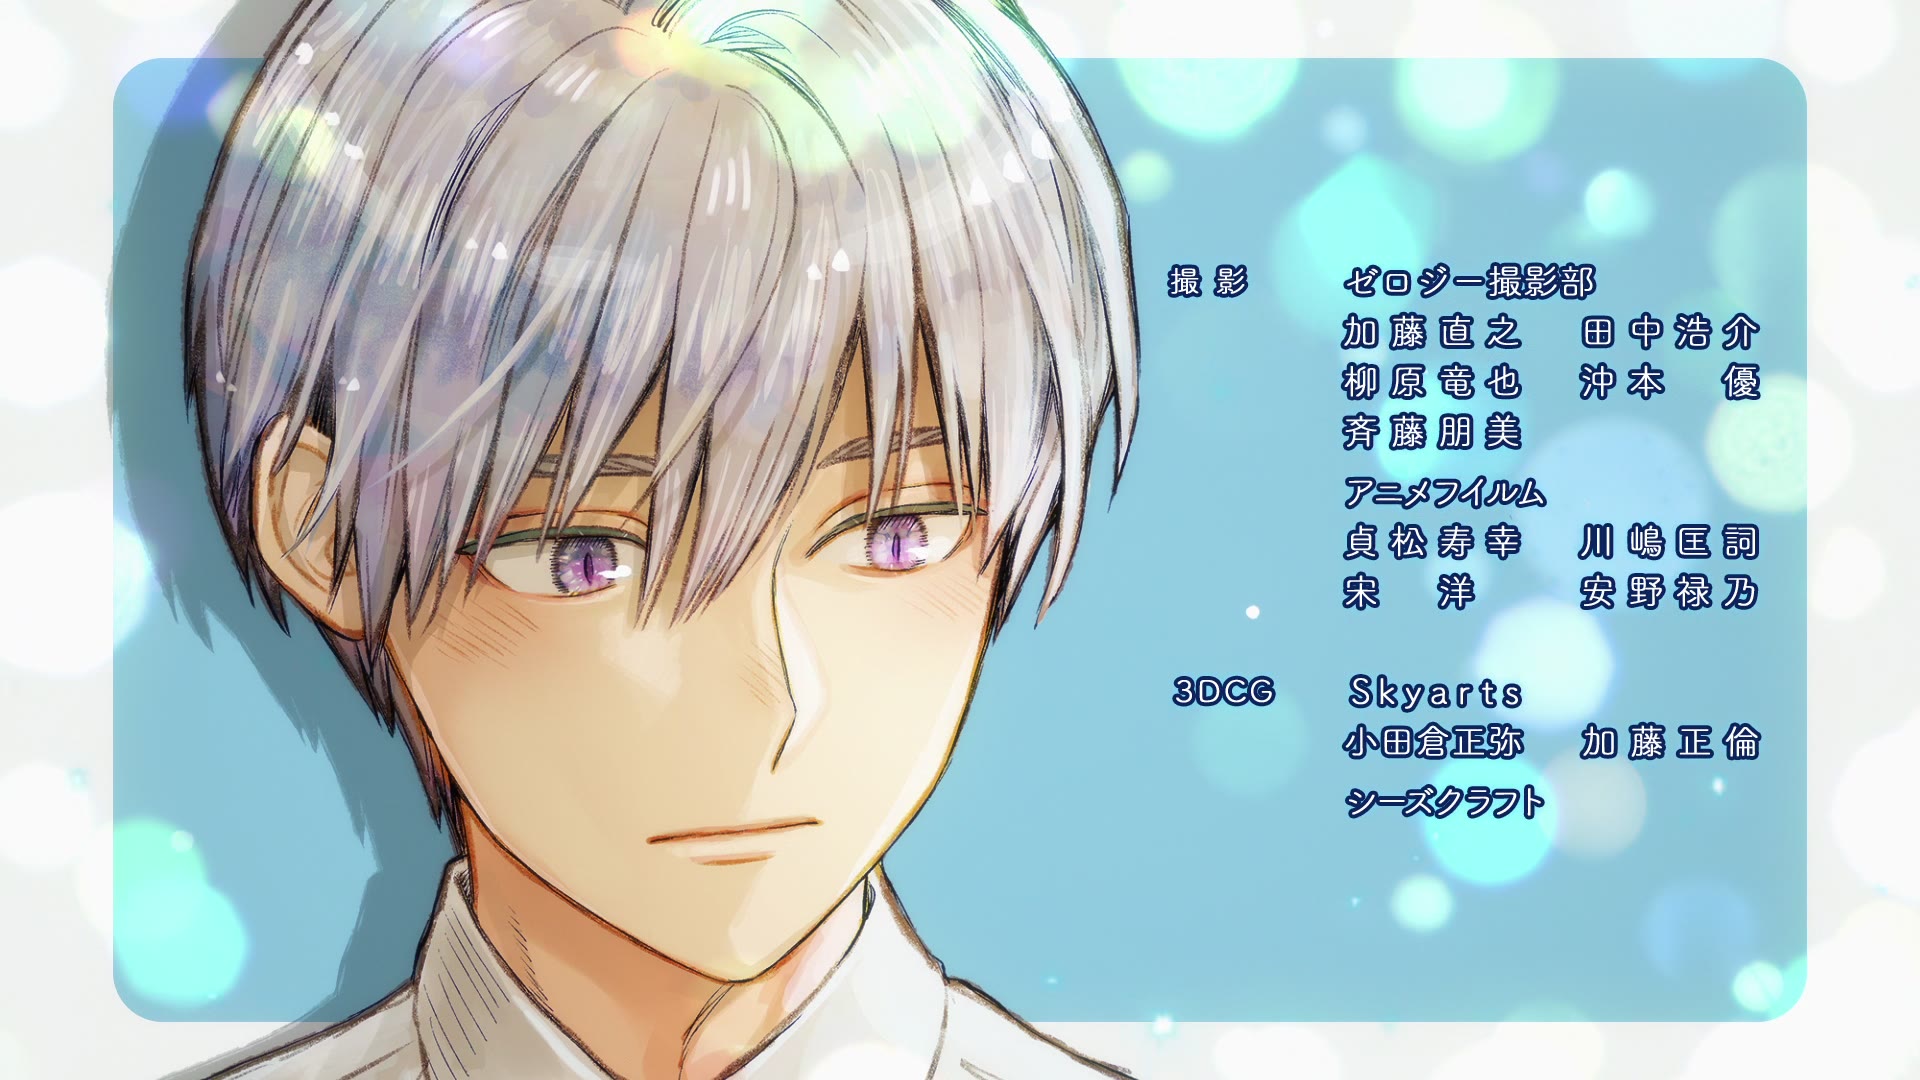 撮影 ゼロジー撮影部
加藤直之 田中浩介
柳原竜也 沖本優
斉藤朋美
アニメフイルム
貞松寿幸 川嶋匡詞
宋洋 安野禄乃
3DCG Skyarts
小田倉正弥 加藤正倫
シーズクラフト